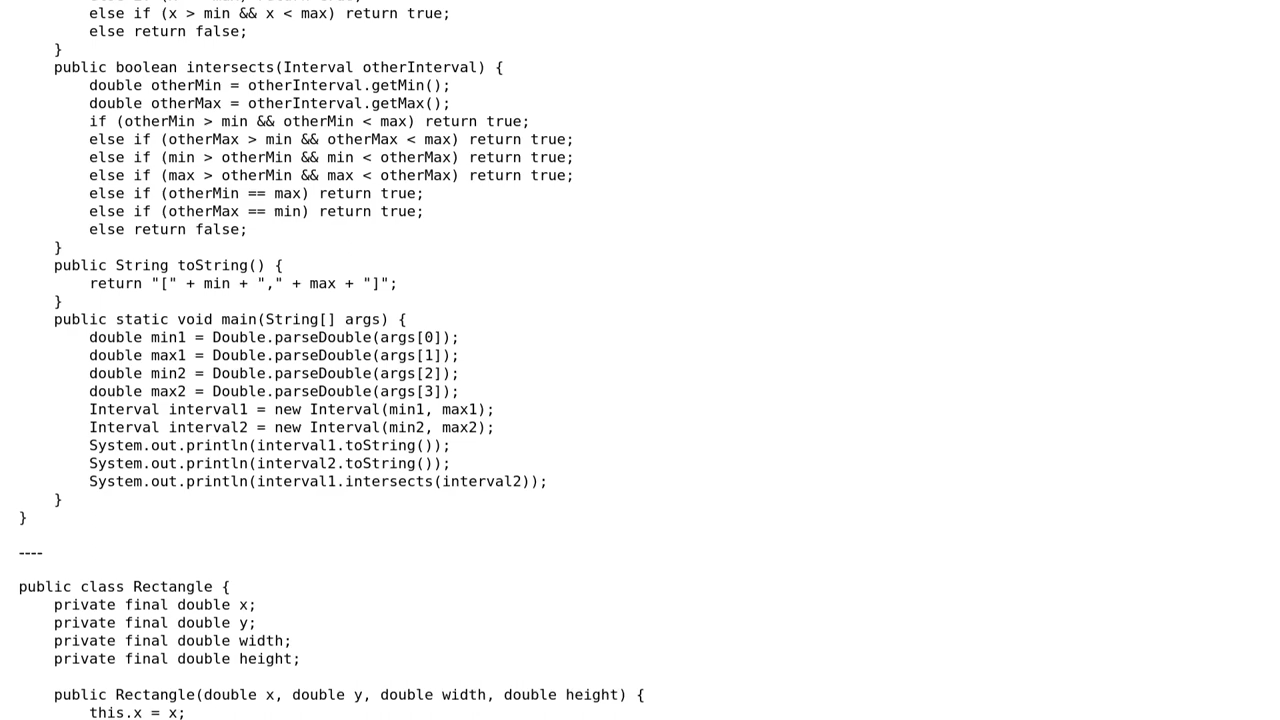 else if (x > min && x < max) return true;
else return false;
}
public boolean intersects(Interval otherInterval) {
double otherMin = otherInterval.getMin();
double otherMax = otherInterval.getMax();
if (otherMin > min && otherMin < max) return true;
else if (otherMax > min && otherMax < max) return true;
else if (min > otherMin && min < otherMax) return true;
else if (max > otherMin && max < otherMax) return true;
else if (otherMin == max) return true;
else if (otherMax == min) return true;
else return false;
}
public String toString() {
return "[" + min + "," + max + "]";
}
public static void main(String[] args) {
double min1 = Double.parseDouble(args[0]);
double max1 = Double.parseDouble(args[1]);
double min2 = Double.parseDouble(args[2]);
double max2 = Double.parseDouble(args[3]);
Interval interval1 = new Interval(min1, max1);
Interval interval2 = new Interval(min2, max2);
System.out.println(interval1.toString());
System.out.println(interval2.toString());
System.out.println(interval1.intersects(interval2));
}
}
----
public class Rectangle {
private final double x;
private final double y;
private final double width;
private final double height;
public Rectangle(double x, double y, double width, double height) {
this.x = x;